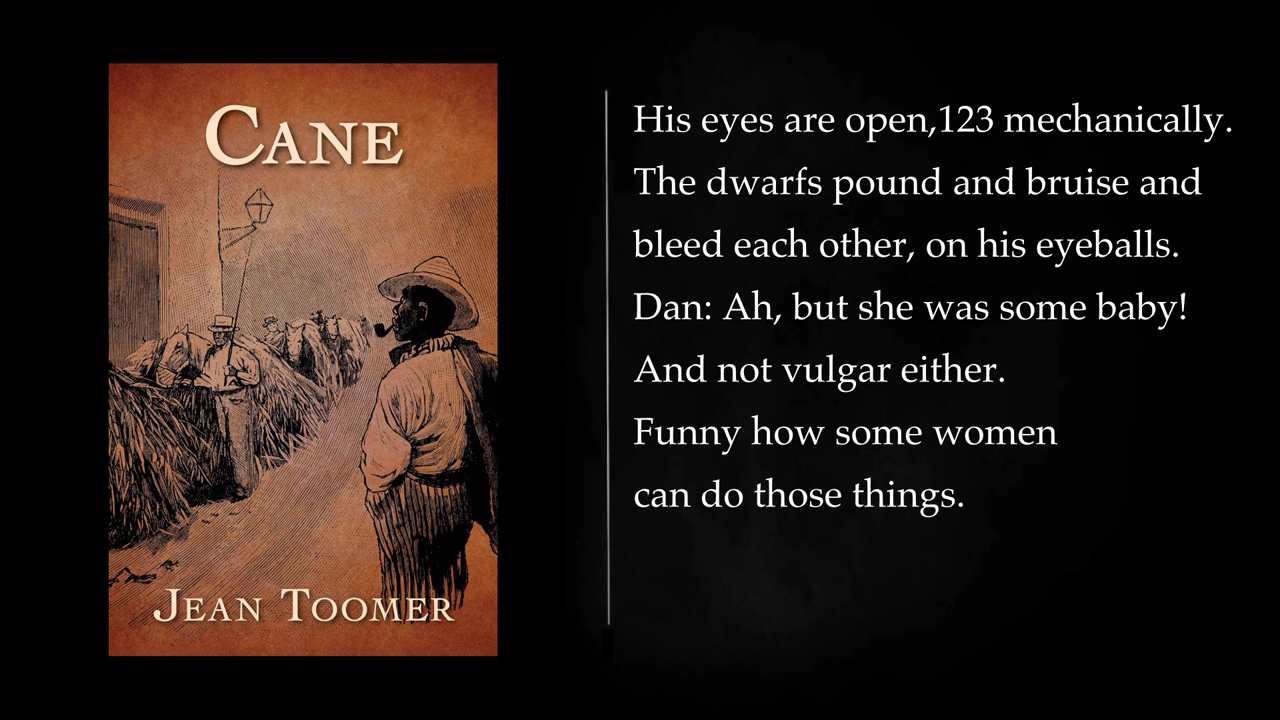 CANE
JEAN TOOMER
His eyes are open,123 mechanically.
The dwarfs pound and bruise and
bleed each other, on his eyeballs.
Dan: Ah, but she was some baby!
And not vulgar either.
Funny how some women
can do those things.